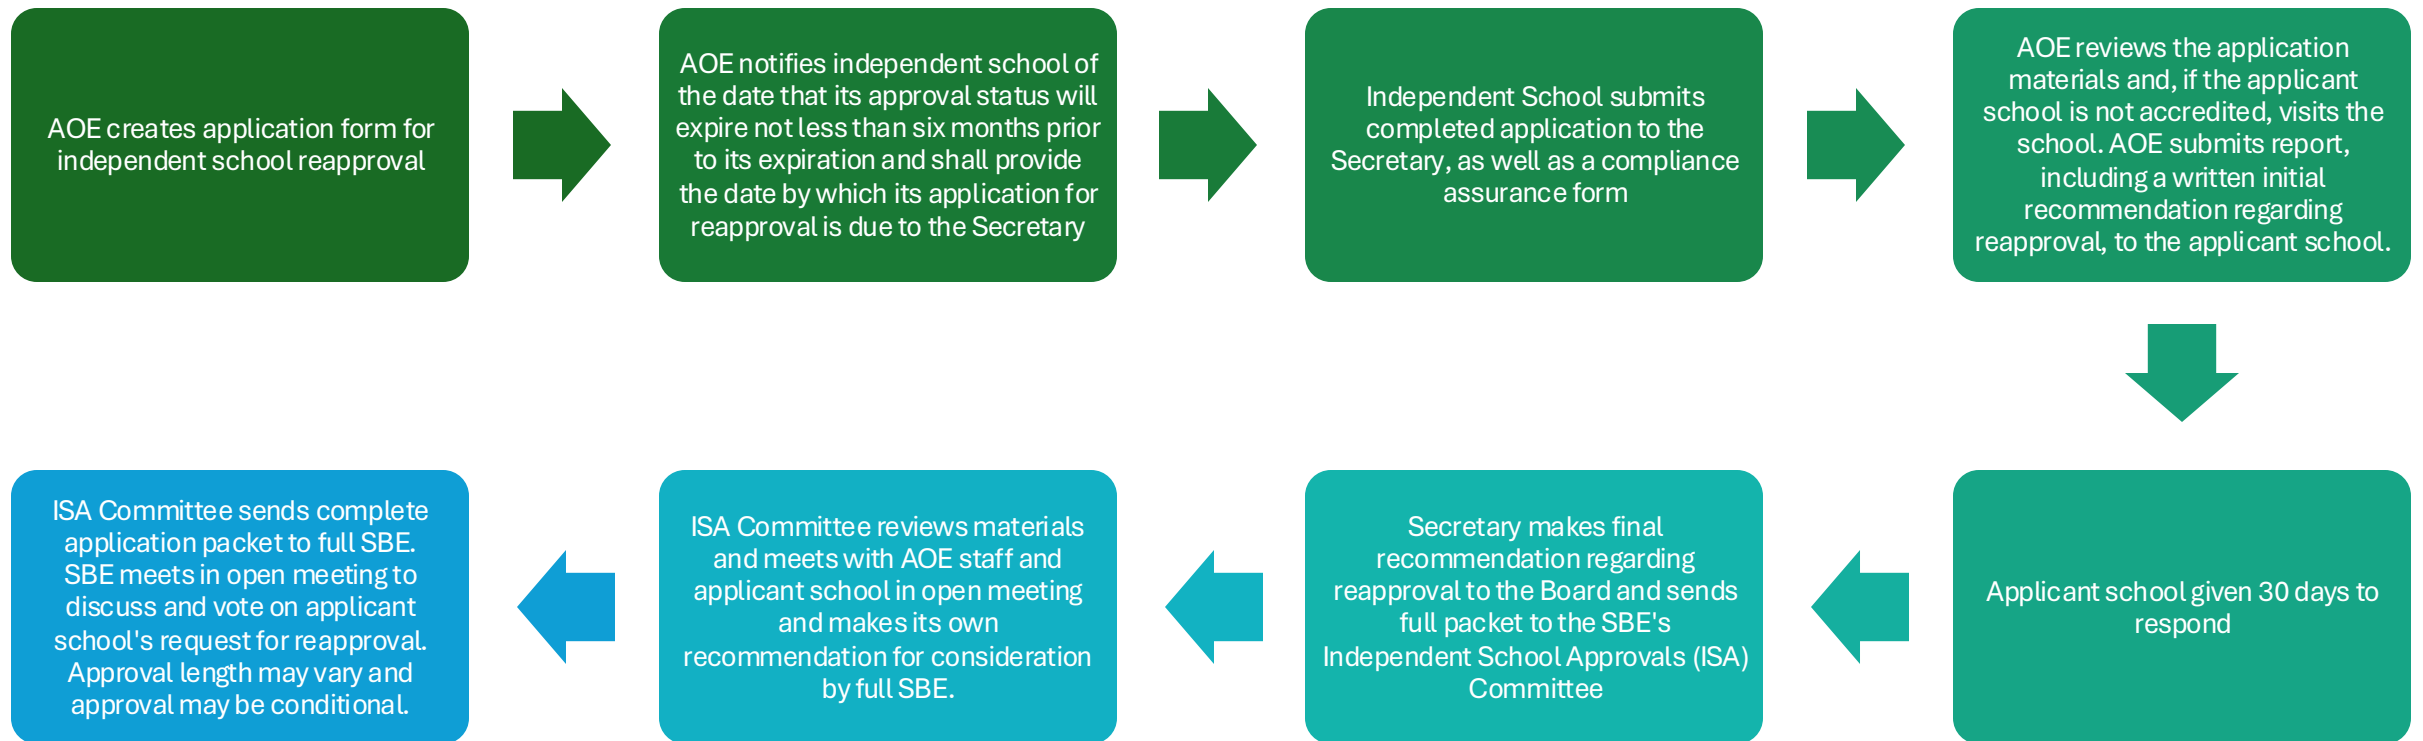 AOE creates application form for
independent school reapproval
AOE notifies independent school of
the date that its approval status will
expire not less than six months prior
to its expiration and shall provide
the date by which its application for
reapproval is due to the Secretary
Independent School submits
completed application to the
Secretary, as well as a compliance
assurance form
AOE reviews the application
materials and, if the applicant
school is not accredited, visits the
school. AOE submits report,
including a written initial
recommendation regarding
reapproval, to the applicant school.
Applicant school given 30 days to
respond
Secretary makes final
recommendation regarding
reapproval to the Board and sends
full packet to the SBE's
Independent School Approvals (ISA)
Committee
ISA Committee reviews materials
and meets with AOE staff and
applicant school in open meeting
and makes its own
recommendation for consideration
by full SBE.
ISA Committee sends complete
application packet to full SBE.
SBE meets in open meeting to
discuss and vote on applicant
school's request for reapproval.
Approval length may vary and
approval may be conditional.